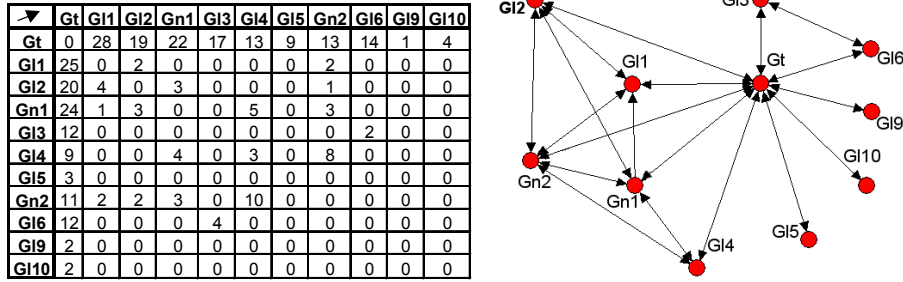 Gt Gl1 Gl2 Gn1 Gl3 Gl4 Gl5 Gn2 Gl6 Gl9 Gl10
Gt 0 28 19 22 17 13 9 13 14 1 4
Gl1 25 0 2 0 0 0 0 2 0 0 0
Gl2 20 4 0 3 0 0 0 1 0 0 0
Gn1 24 1 3 0 0 5 0 3 0 0 0
Gl3 12 0 0 0 0 0 0 0 2 0 0
Gl4 9 0 0 4 0 3 0 8 0 0 0
Gl5 3 0 0 0 0 0 0 0 0 0 0
Gn2 11 2 2 3 0 10 0 0 0 0 0
Gl6 12 0 0 0 4 0 0 0 0 0 0
Gl9 2 0 0 0 0 0 0 0 0 0 0
Gl10 2 0 0 0 0 0 0 0 0 0 0
Gl2
Gl3
Gl6
Gl1
Gt
Gl9
Gl10
Gn2
Gn1
Gl5
Gl4